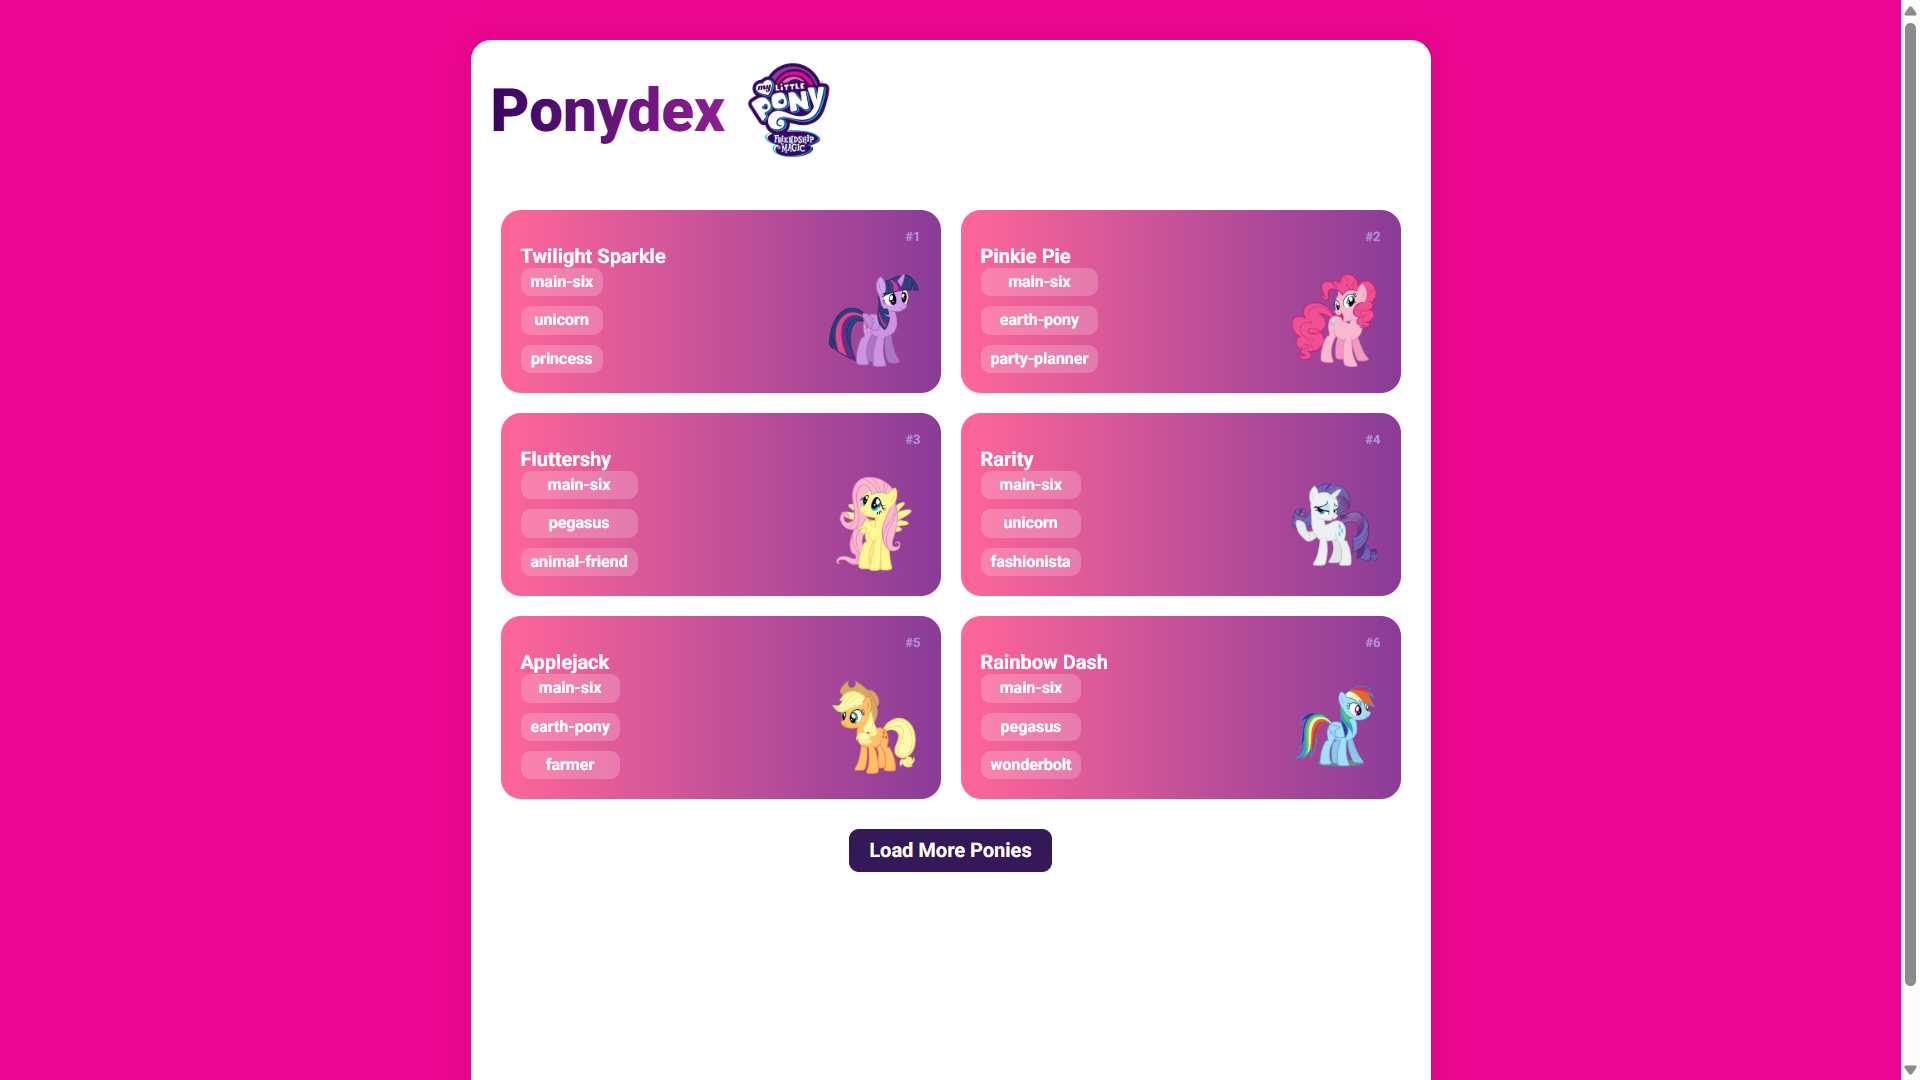 Ponydex
my LiTTLE
PONY
FRIENDSHIP
is MAGIC
#1
Twilight Sparkle
main-six
unicorn
princess
#2
Pinkie Pie
main-six
earth-pony
party-planner
#3
Fluttershy
main-six
pegasus
animal-friend
#4
Rarity
main-six
unicorn
fashionista
#5
Applejack
main-six
earth-pony
farmer
#6
Rainbow Dash
main-six
pegasus
wonderbolt
Load More Ponies